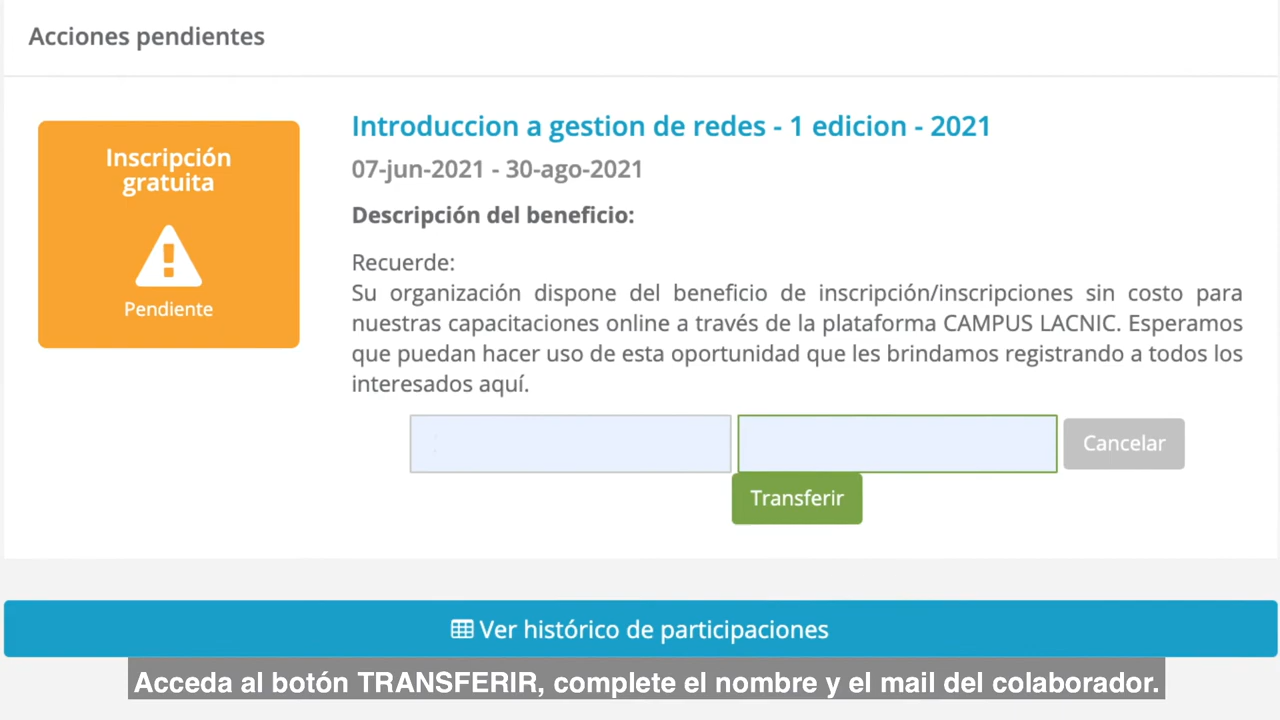 Acciones pendientes
Inscripción
gratuita
Pendiente
Introduccion a gestion de redes - 1 edicion - 2021
07-jun-2021 - 30-ago-2021
Descripción del beneficio:
Recuerde:
Su organización dispone del beneficio de inscripción/inscripciones sin costo para
nuestras capacitaciones online a través de la plataforma CAMPUS LACNIC. Esperamos
que puedan hacer uso de esta oportunidad que les brindamos registrando a todos los
interesados aquí.
Cancelar
Transferir
Ver histórico de participaciones
Acceda al botón TRANSFERIR, complete el nombre y el mail del colaborador.